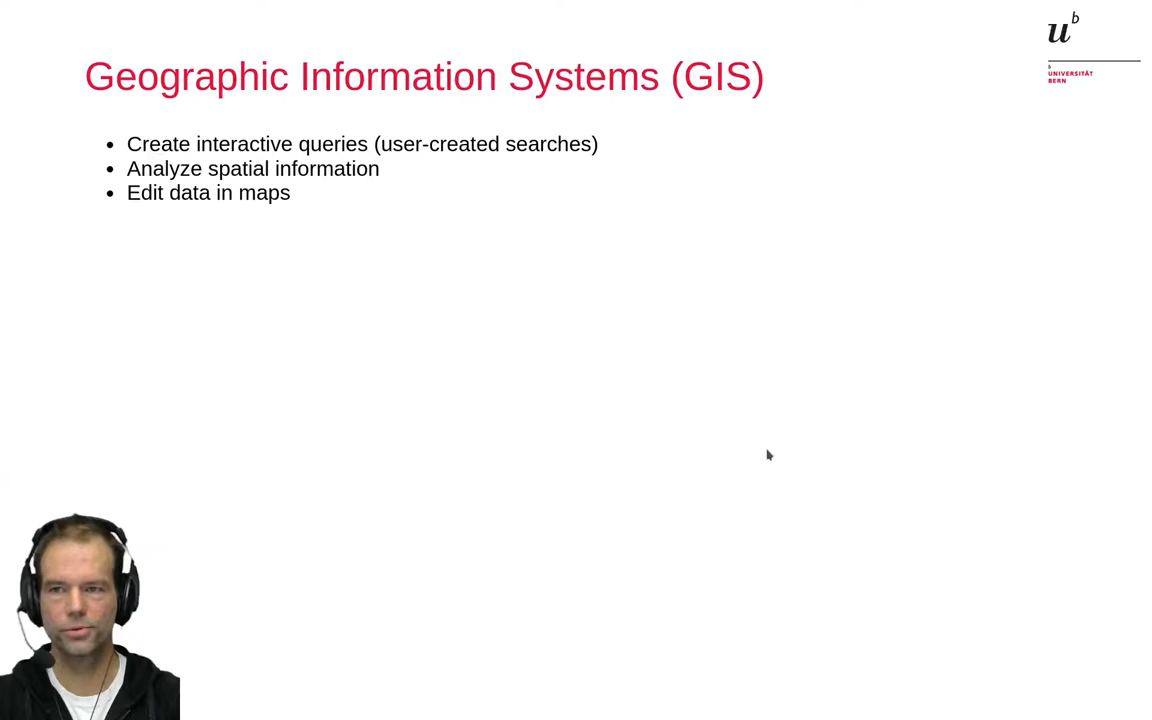 u^b
b
UNIVERSITÄT
BERN
Geographic Information Systems (GIS)
• Create interactive queries (user-created searches)
• Analyze spatial information
• Edit data in maps